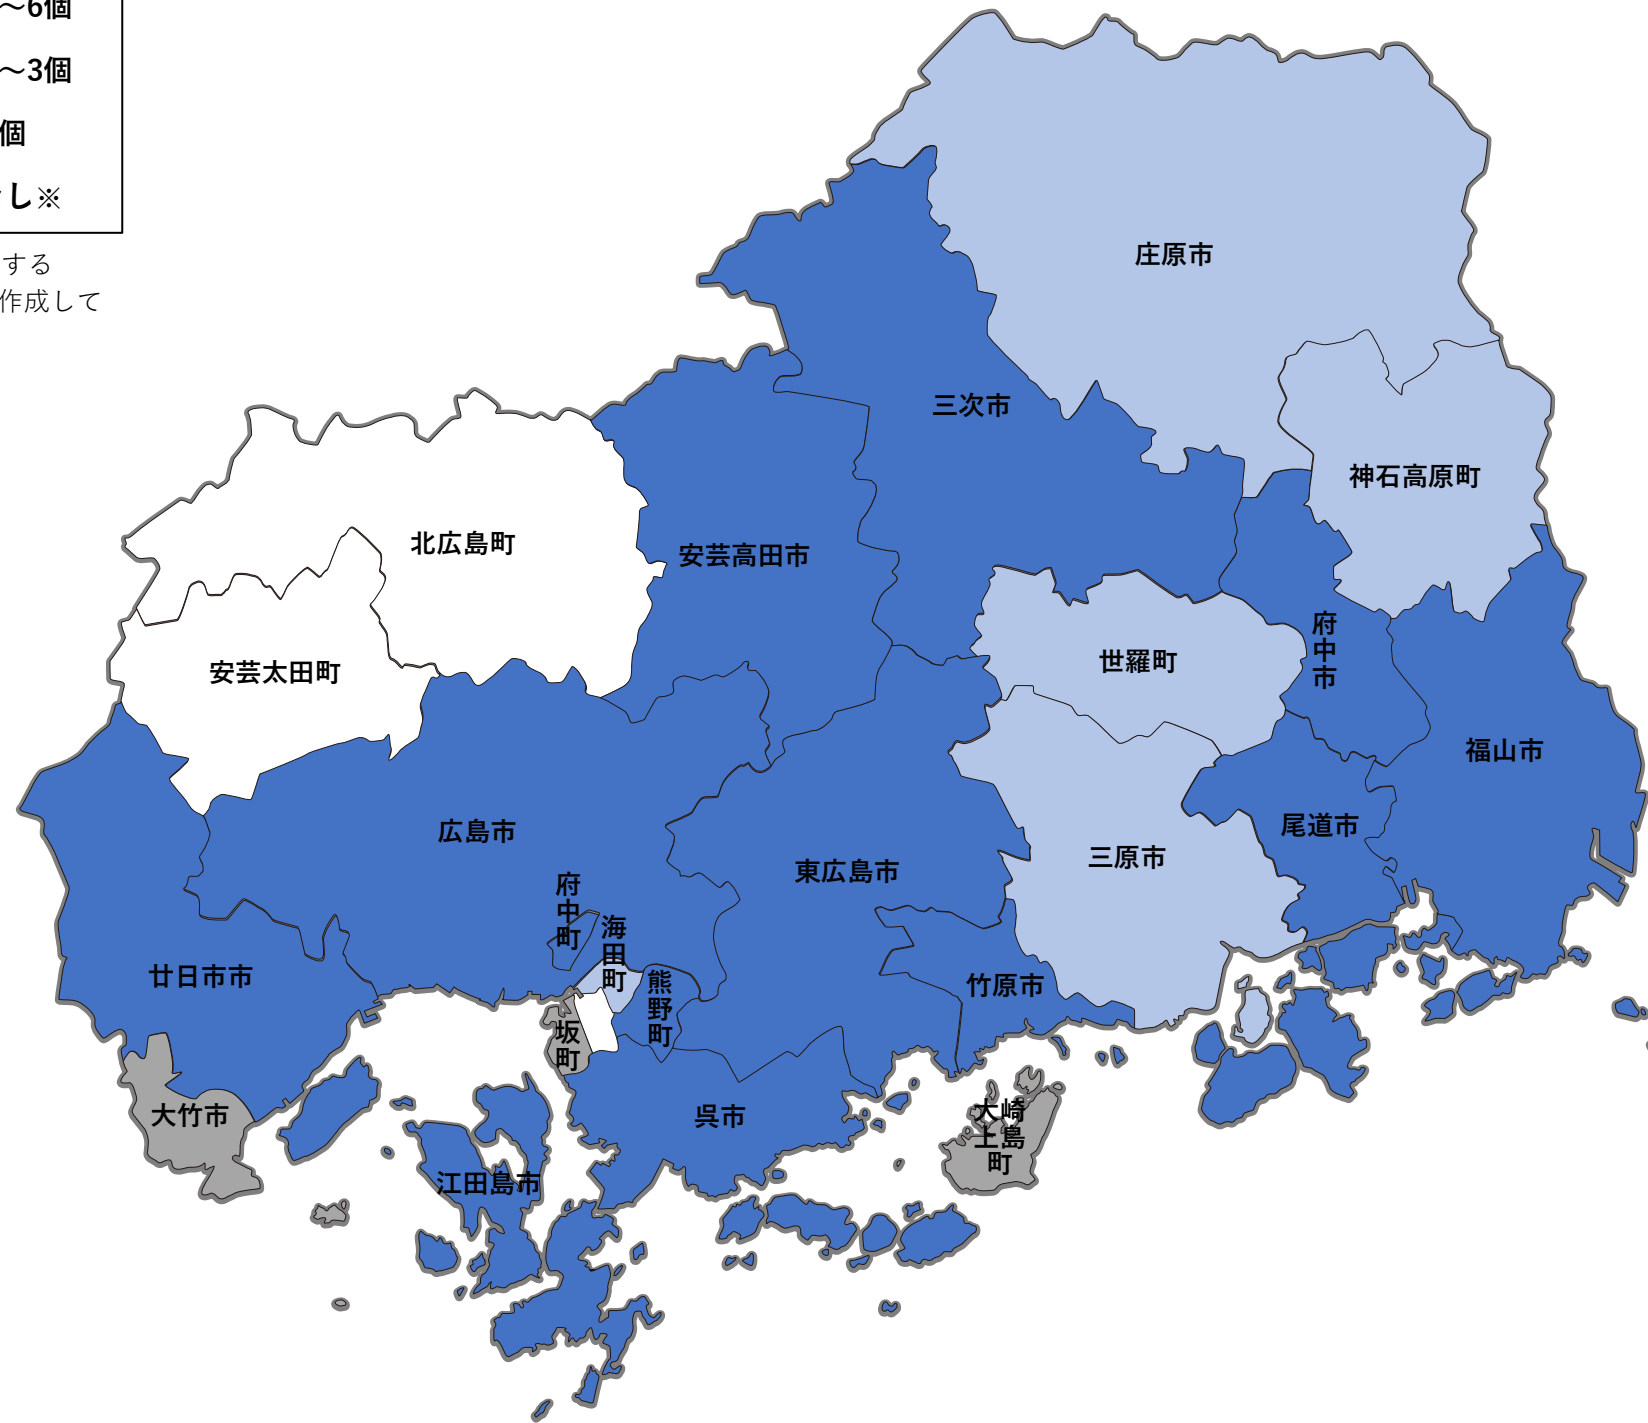 ～6個
～3個
個
し※
する
作成して
庄原市
三次市
神石高原町
北広島町
安芸高田市
府中市
世羅町
安芸太田町
福山市
尾道市
広島市
三原市
東広島市
府中町
海田町
熊野町
廿日市市
竹原市
坂町
大竹市
呉市
大崎
上島
町
江田島市